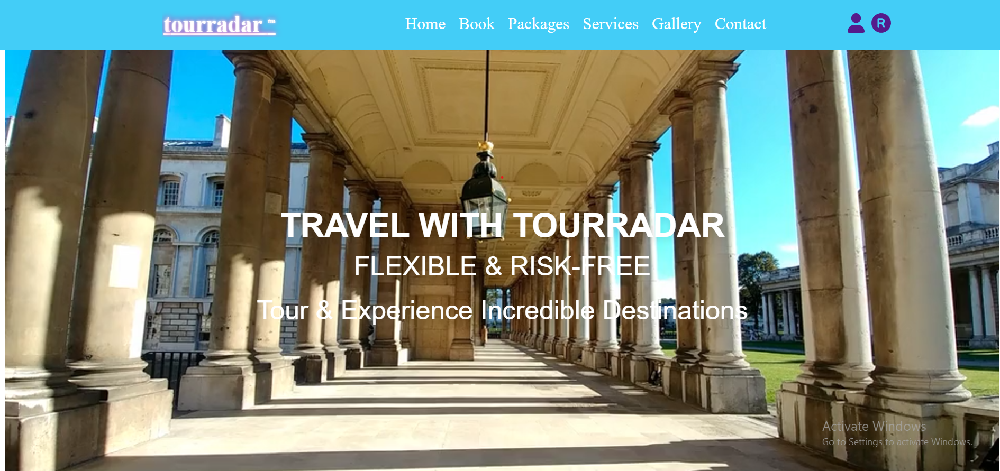 tourradar ™
Home Book Packages Services Gallery Contact
R
TRAVEL WITH TOURRADAR
FLEXIBLE & RISK-FREE
Tour & Experience Incredible Destinations
Activate Windows
Go to Settings to activate Windows.